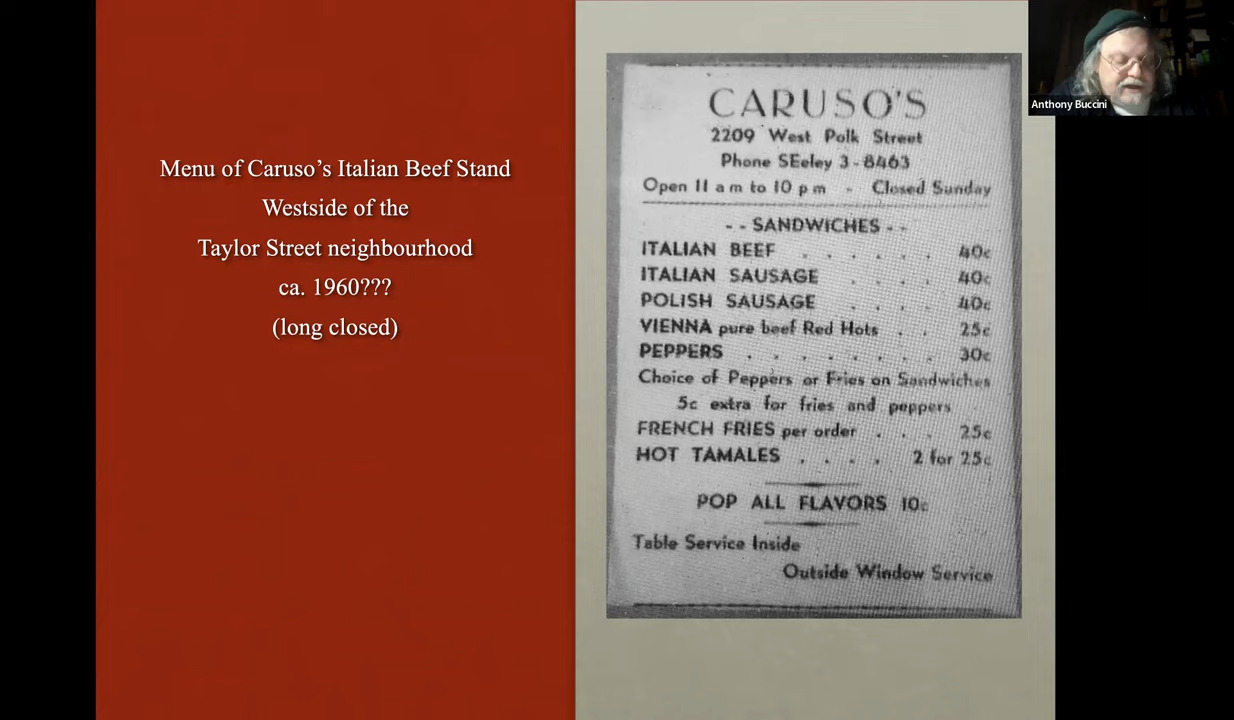 Menu of Caruso's Italian Beef Stand
Westside of the
Taylor Street neighbourhood
ca. 1960???
(long closed)
CARUSO'S
2209 West Polk Street
Phone SEeley 3-8463
Open 11 a m to 10 p m - Closed Sunday
- - SANDWICHES - -
ITALIAN BEEF . . . . . . 40c
ITALIAN SAUSAGE . . . . 40c
POLISH SAUSAGE . . . . 40c
VIENNA pure beef Red Hots . . 25c
PEPPERS . . . . . . . . 30c
Choice of Peppers or Fries on Sandwiches
5c extra for fries and peppers
FRENCH FRIES per order . . . 25c
HOT TAMALES . . . . 2 for 25c
POP ALL FLAVORS 10c
Table Service Inside
Outside Window Service
Anthony Buccini